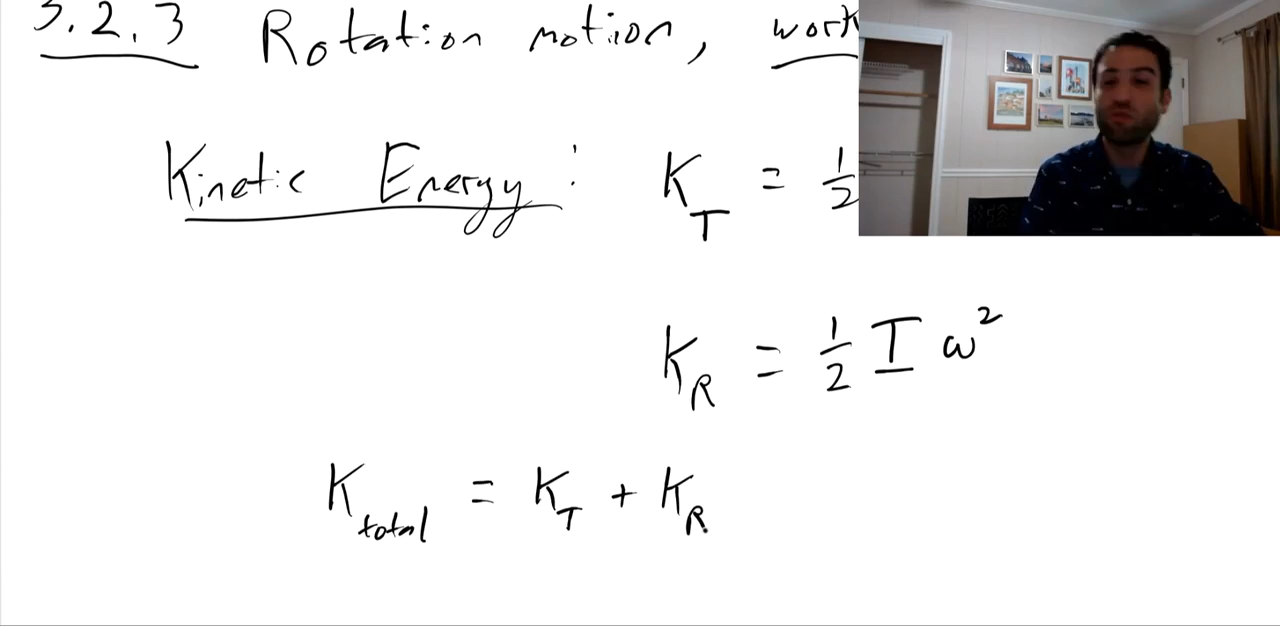 3.2.3 Rotation motion, work
Kinetic Energy: K_T = 1/2
K_R = 1/2 I ω²
K_total = K_T + K_R